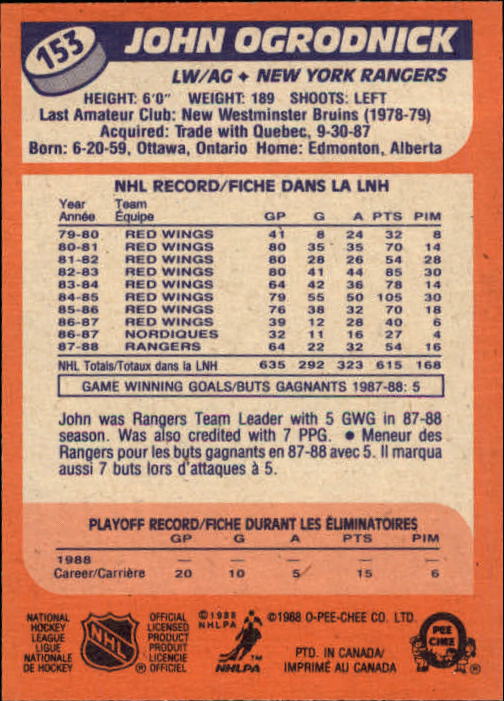 153
JOHN OGRODNICK
LW/AG ♦ NEW YORK RANGERS
HEIGHT: 6'0" WEIGHT: 189 SHOOTS: LEFT
Last Amateur Club: New Westminster Bruins (1978-79)
Acquired: Trade with Quebec, 9-30-87
Born: 6-20-59, Ottawa, Ontario Home: Edmonton, Alberta
NHL RECORD/FICHE DANS LA LNH
Year Team
Année Équipe GP G A PTS PIM
79-80 RED WINGS 41 8 24 32 8
80-81 RED WINGS 80 35 35 70 14
81-82 RED WINGS 80 28 26 54 28
82-83 RED WINGS 80 41 44 85 30
83-84 RED WINGS 64 42 36 78 14
84-85 RED WINGS 79 55 50 105 30
85-86 RED WINGS 76 38 32 70 18
86-87 RED WINGS 39 12 28 40 6
86-87 NORDIQUES 32 11 16 27 4
87-88 RANGERS 64 22 32 54 16
NHL Totals/Totaux dans la LNH 635 292 323 615 168
GAME WINNING GOALS/BUTS GAGNANTS 1987-88: 5
John was Rangers Team Leader with 5 GWG in 87-88
season. Was also credited with 7 PPG. ● Meneur des
Rangers pour les buts gagnants en 87-88 avec 5. Il marqua
aussi 7 buts lors d'attaques à 5.
PLAYOFF RECORD/FICHE DURANT LES ÉLIMINATOIRES
GP G A PTS PIM
1988 — — — — —
Career/Carrière 20 10 5 15 6
NATIONAL
HOCKEY
LEAGUE
LIGUE
NATIONALE
DE HOCKEY
NHL
®
OFFICIAL
LICENSED
PRODUCT
PRODUIT
LICENCIE
OFFICIEL
© 1988
NHLPA
NHLPA
™
©1988 O-PEE-CHEE CO. LTD.
PTD. IN CANADA/
IMPRIMÉ AU CANADA
O
PEE
CHEE
®